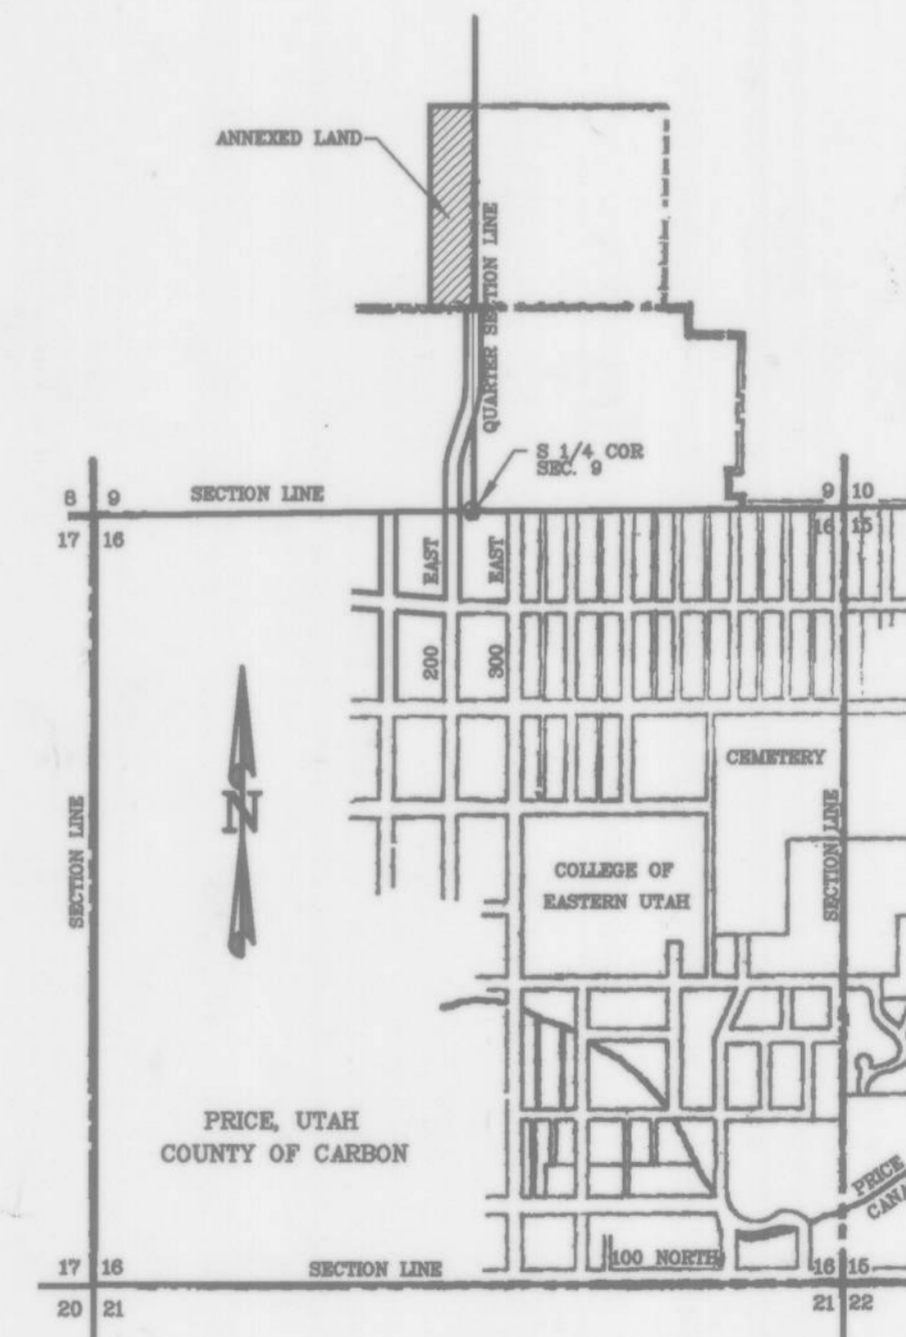 ANNEXED LAND
QUARTER SECTION LINE
S 1/4 COR
SEC. 9
8 9
SECTION LINE
9 10
17 16
16 15
EAST
EAST
200
300
N
CEMETERY
SECTION LINE
SECTION LINE
COLLEGE OF
EASTERN UTAH
PRICE, UTAH
COUNTY OF CARBON
PRICE
CANA
100 NORTH
17 16
SECTION LINE
16 15
20 21
21 22